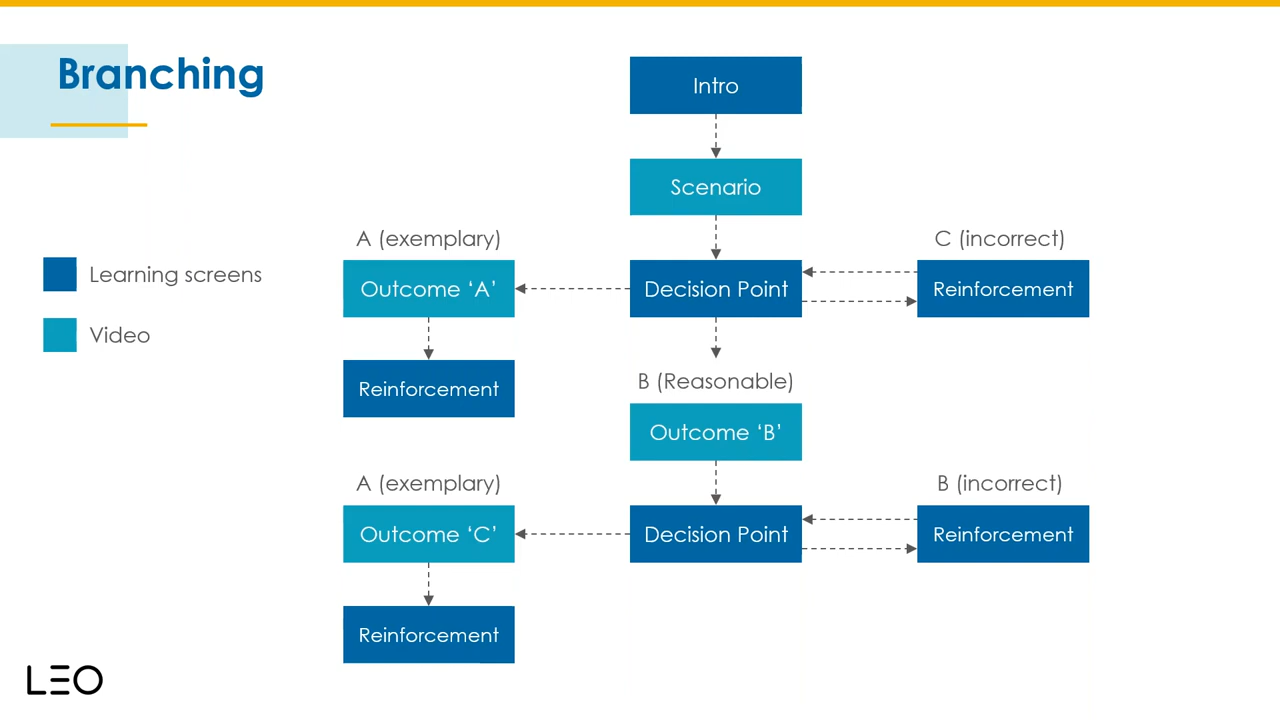 Branching
Intro
Scenario
A (exemplary)
C (incorrect)
Learning screens
Outcome ‘A’
Decision Point
Reinforcement
Video
Reinforcement
B (Reasonable)
Outcome ‘B’
A (exemplary)
B (incorrect)
Outcome ‘C’
Decision Point
Reinforcement
Reinforcement
LEO